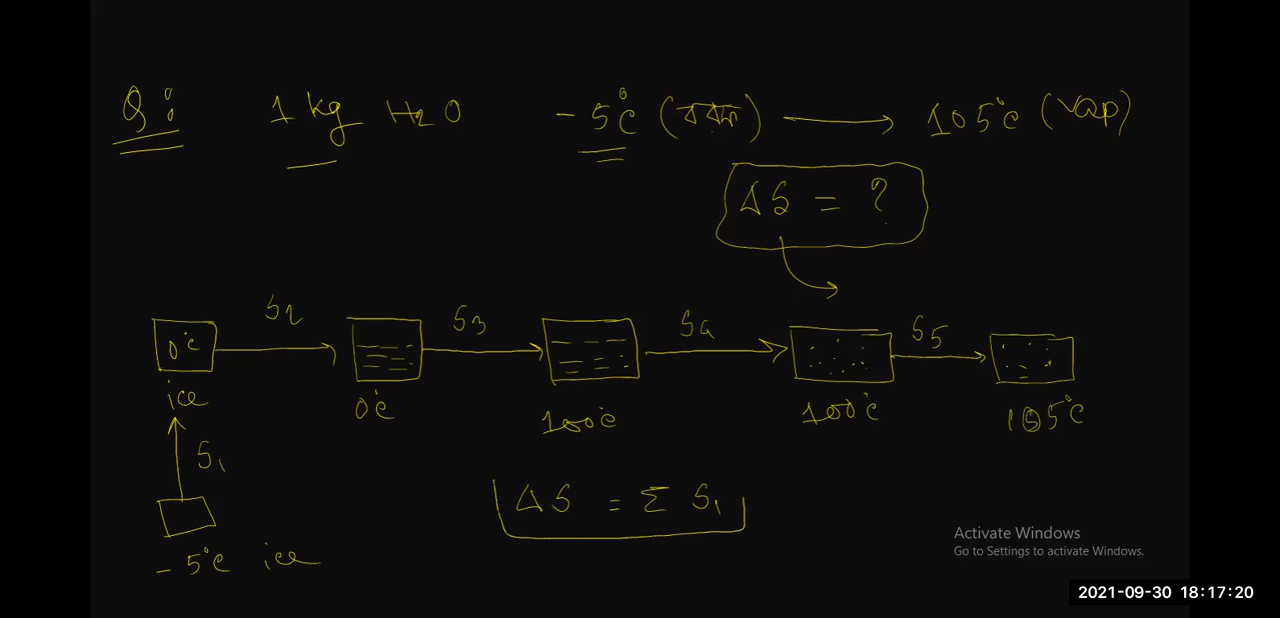 Q: 1 kg H₂O -5°c (বরফ) → 105°c (vap)
ΔS = ?
S₂ S₃ S₄ S₅
0°c
ice 0°c 100°c 100°c 105°c
S₁
ΔS = Σ Sᵢ
-5°c ice
Activate Windows
Go to Settings to activate Windows.
2021-09-30 18:17:20